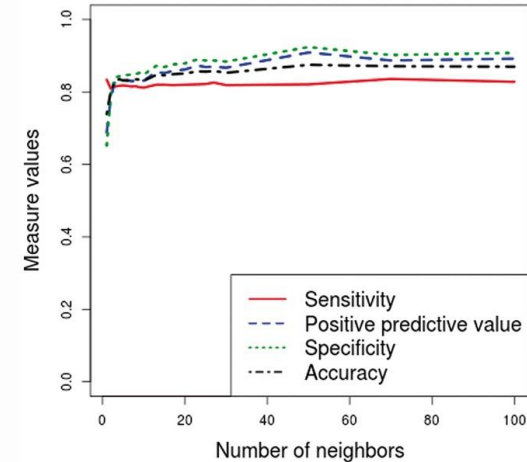 Measure values
1.0
0.8
0.6
0.4
0.2
0.0
Sensitivity
Positive predictive value
Specificity
Accuracy
0 20 40 60 80 100
Number of neighbors